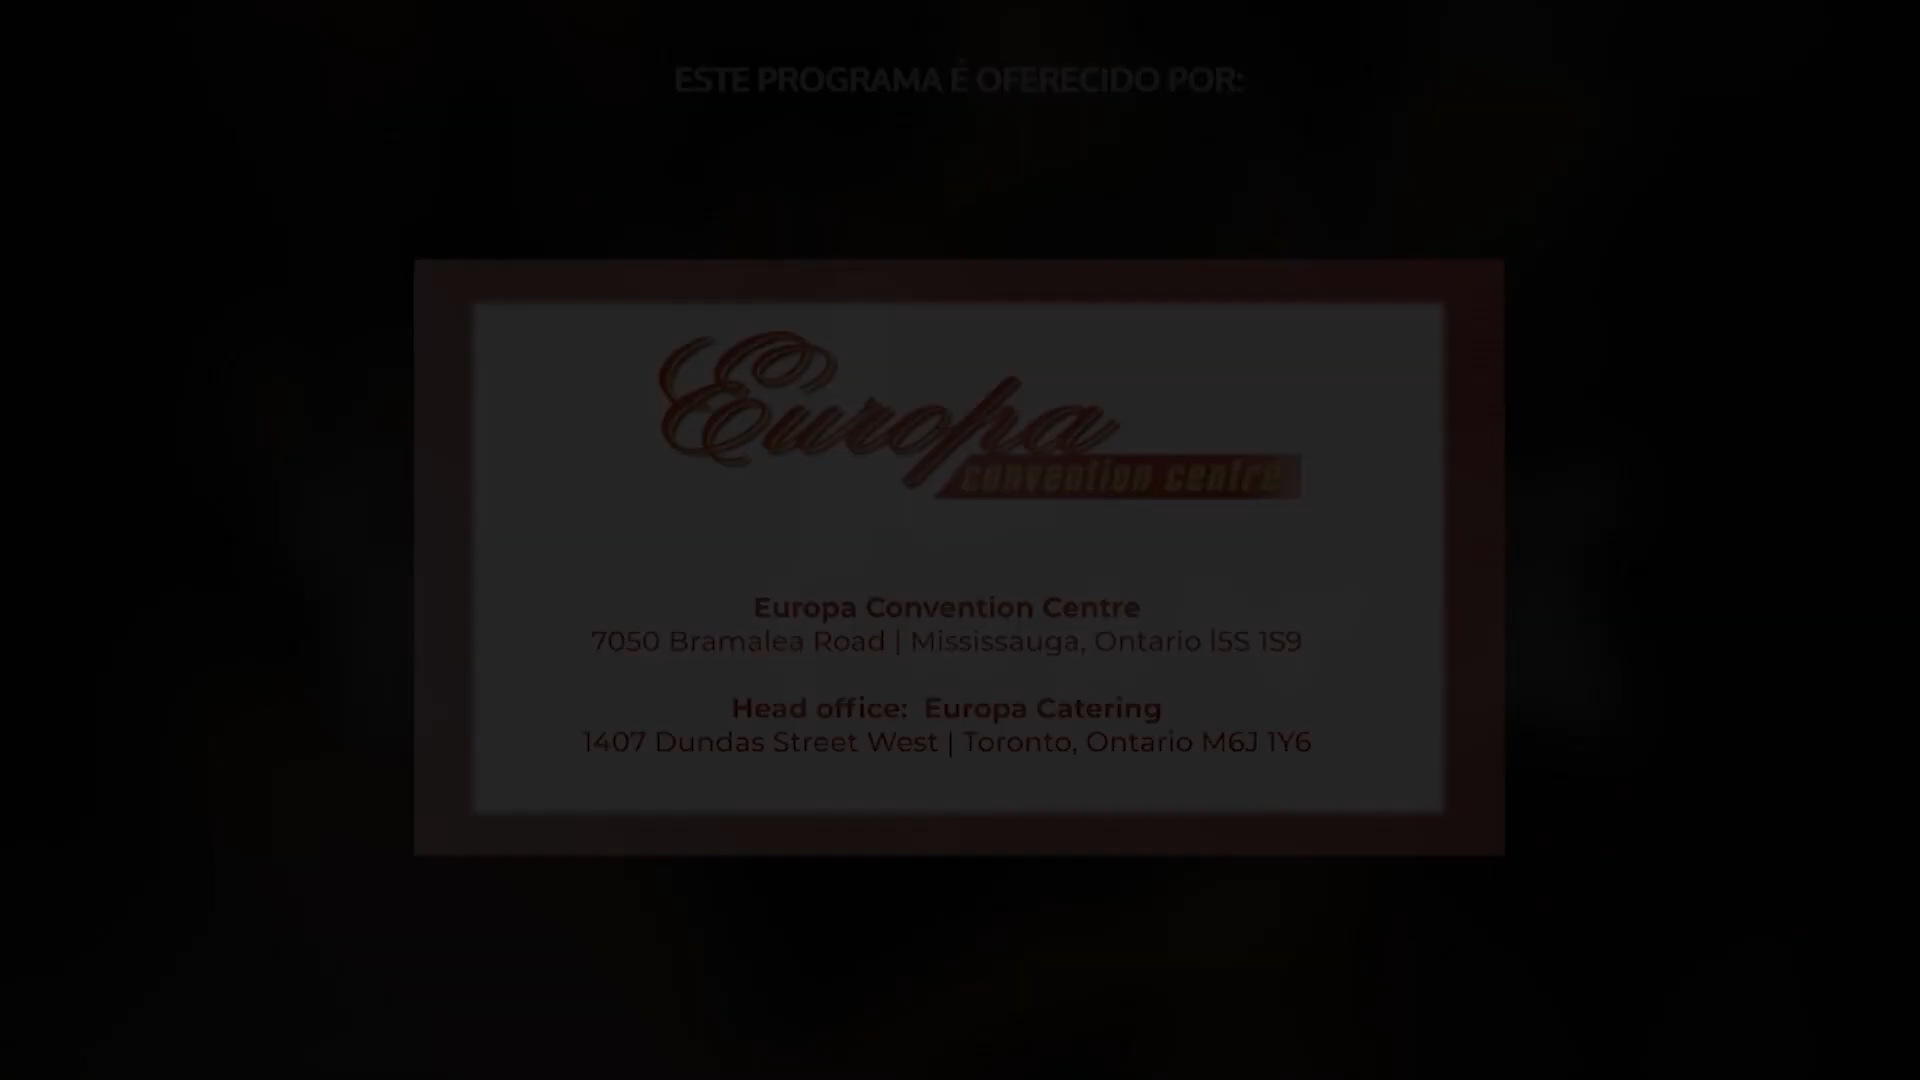 ESTE PROGRAMA É OFERECIDO POR:
Europa
convention centre
Europa Convention Centre
7050 Bramalea Road | Mississauga, Ontario l5S 1S9
Head office: Europa Catering
1407 Dundas Street West | Toronto, Ontario M6J 1Y6